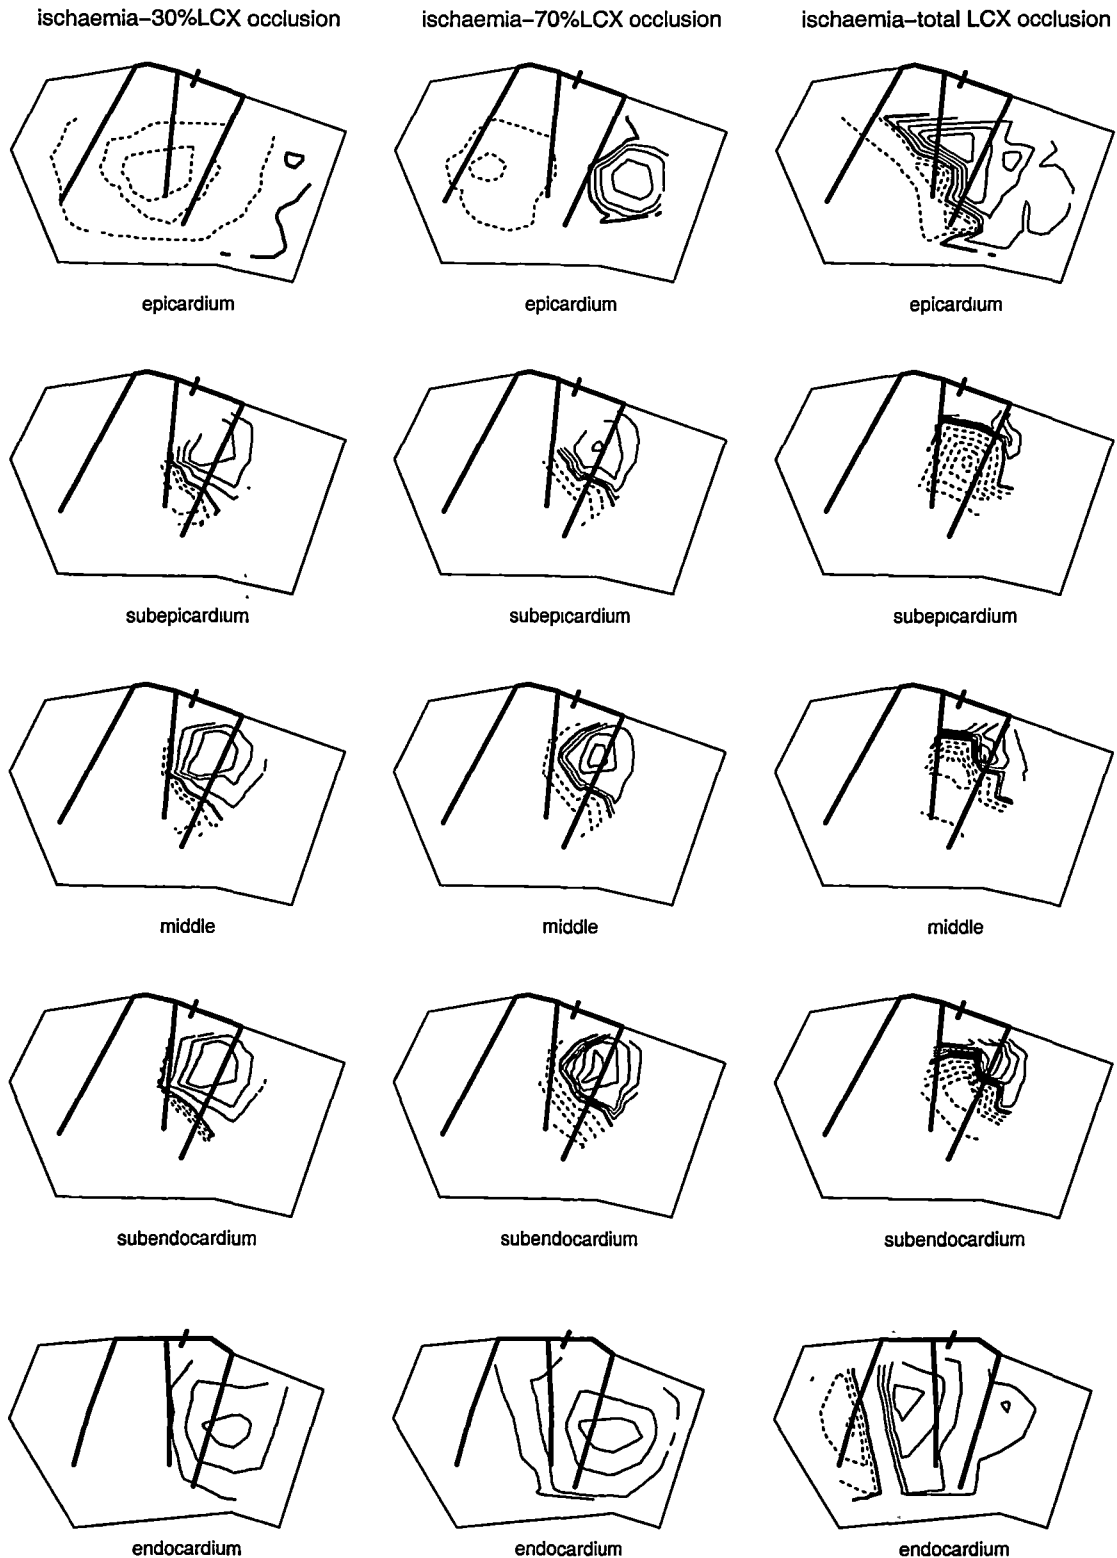 ischaemia-30%LCX occlusion ischaemia-70%LCX occlusion ischaemia-total LCX occlusion
epicardium epicardium epicardium
subepicardium subepicardium subepicardium
middle middle middle
subendocardium subendocardium subendocardium
endocardium endocardium endocardium